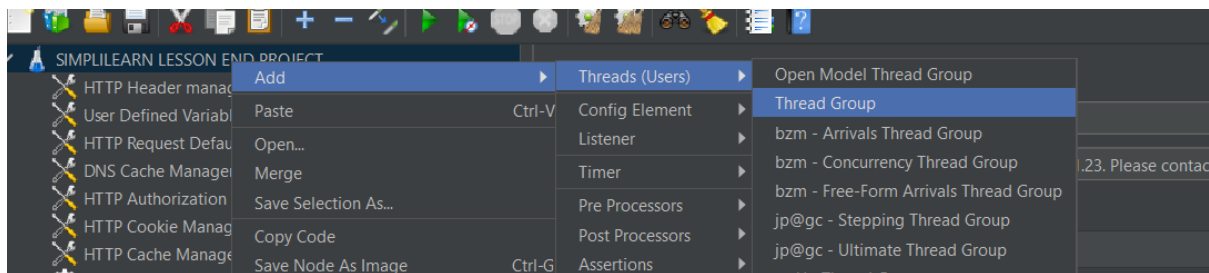 STOP
SIMPLILEARN LESSON END PROJECT
HTTP Header manag
User Defined Variabl
HTTP Request Defau
DNS Cache Manage
HTTP Authorization
HTTP Cookie Manag
HTTP Cache Manage
Add
Paste Ctrl-V
Open...
Merge
Save Selection As...
Copy Code
Save Node As Image Ctrl-G
Threads (Users)
Config Element
Listener
Timer
Pre Processors
Post Processors
Assertions
Open Model Thread Group
Thread Group
bzm - Arrivals Thread Group
bzm - Concurrency Thread Group
bzm - Free-Form Arrivals Thread Group
jp@gc - Stepping Thread Group
jp@gc - Ultimate Thread Group
.23. Please contac